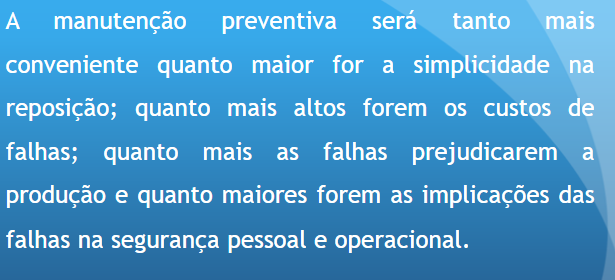 A manutenção preventiva será tanto mais
conveniente quanto maior for a simplicidade na
reposição; quanto mais altos forem os custos de
falhas; quanto mais as falhas prejudicarem a
produção e quanto maiores forem as implicações das
falhas na segurança pessoal e operacional.